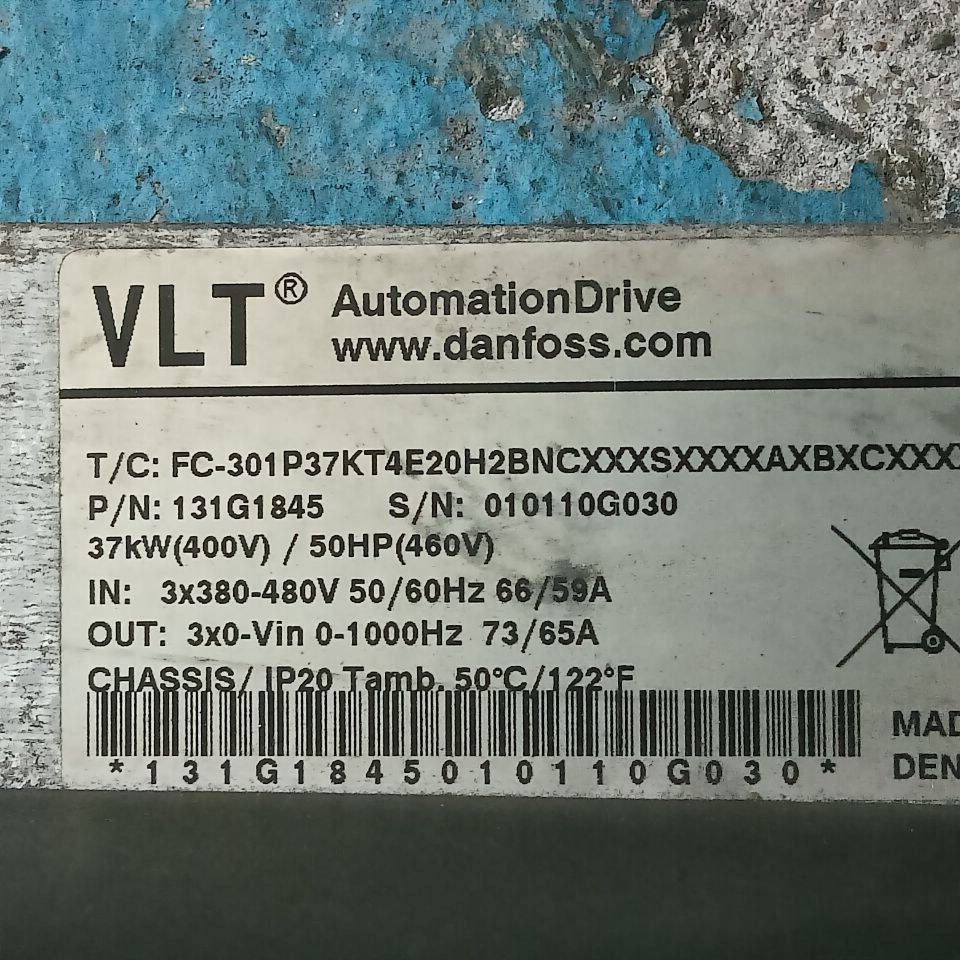 VLT® AutomationDrive
www.danfoss.com
T/C: FC-301P37KT4E20H2BNCXXXSXXXXAXBXCXXX
P/N: 131G1845 S/N: 010110G030
37kW(400V) / 50HP(460V)
IN: 3x380-480V 50/60Hz 66/59A
OUT: 3x0-Vin 0-1000Hz 73/65A
CHASSIS/ IP20 Tamb. 50°C/122°F
*131G1845010110G030*
MAD
DEN